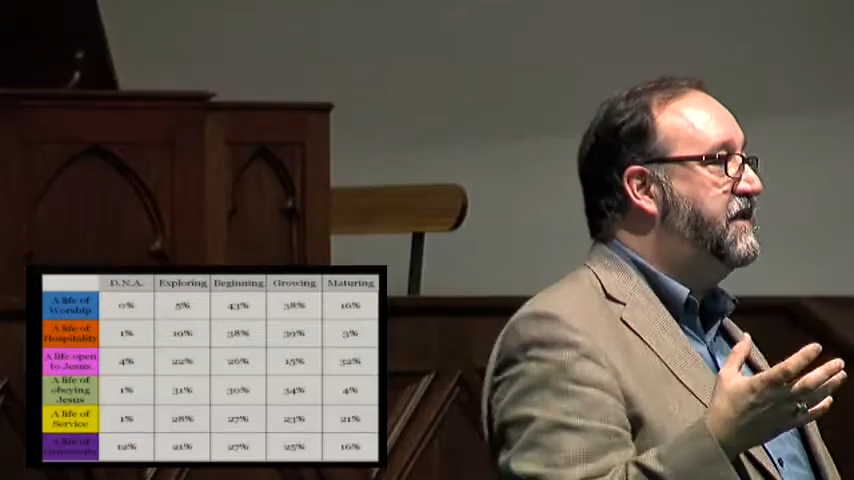 D.N.A. Exploring Beginning Growing Maturing
A life of
Worship 0% 5% 43% 38% 16%
A life of
Hospitality 1% 19% 38% 39% 3%
A life open
to Jesus 4% 22% 26% 15% 32%
A life of
obeying
Jesus 1% 31% 30% 34% 4%
A life of
Service 1% 28% 27% 23% 21%
A life of
12% 21% 27% 25% 16%